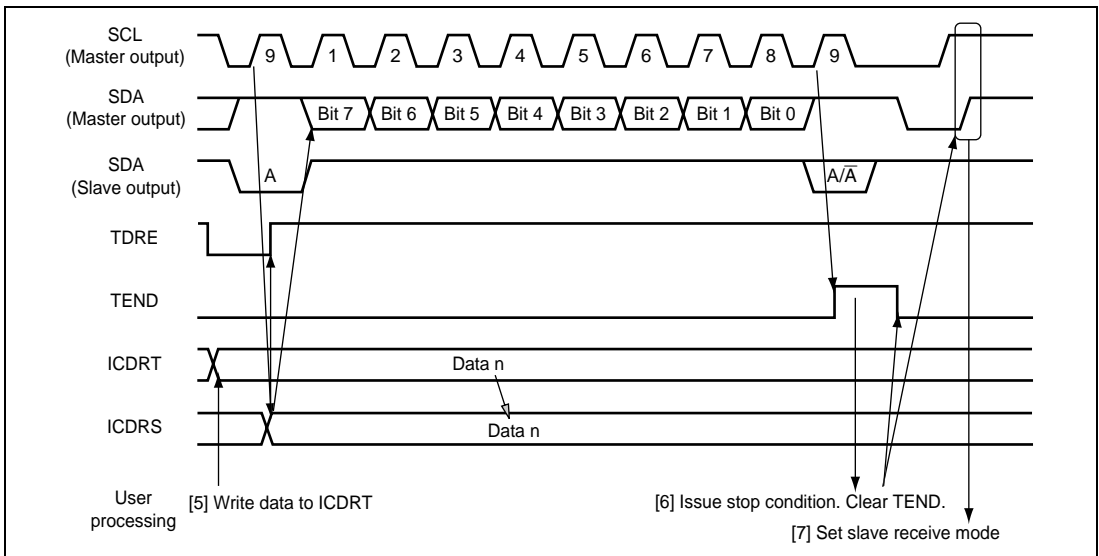 SCL
(Master output)
9 1 2 3 4 5 6 7 8 9
SDA
(Master output)
Bit 7 Bit 6 Bit 5 Bit 4 Bit 3 Bit 2 Bit 1 Bit 0
SDA
(Slave output)
A A/A̅
TDRE
TEND
ICDRT
Data n
ICDRS
Data n
User
processing
[5] Write data to ICDRT
[6] Issue stop condition. Clear TEND.
[7] Set slave receive mode